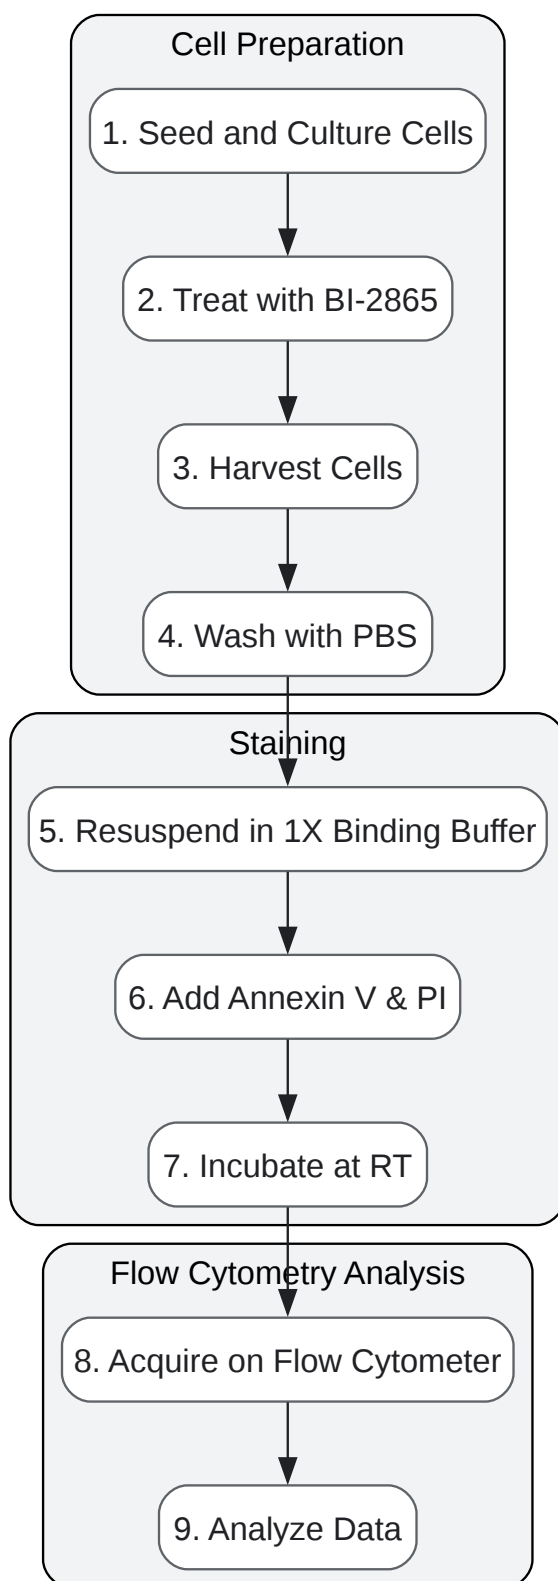 Cell Preparation
1. Seed and Culture Cells
2. Treat with BI-2865
3. Harvest Cells
4. Wash with PBS
Staining
5. Resuspend in 1X Binding Buffer
6. Add Annexin V & PI
7. Incubate at RT
Flow Cytometry Analysis
8. Acquire on Flow Cytometer
9. Analyze Data